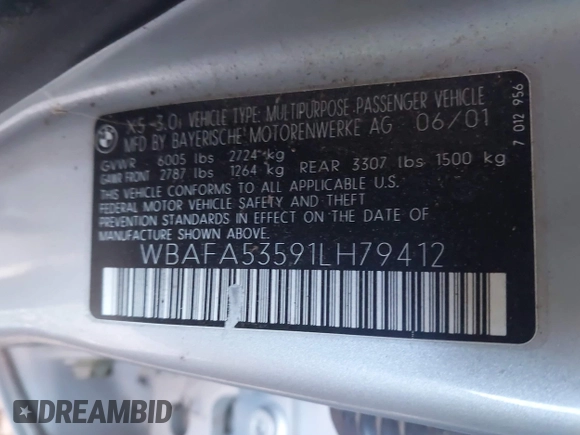 BMW
X5 3.0i VEHICLE TYPE: MULTIPURPOSE PASSENGER VEHICLE
MFD BY BAYERISCHE MOTORENWERKE AG 06/01
GVWR 6005 lbs 2724 kg
GAWR FRONT 2787 lbs 1264 kg REAR 3307 lbs 1500 kg
THIS VEHICLE CONFORMS TO ALL APPLICABLE U.S.
FEDERAL MOTOR VEHICLE SAFETY AND THEFT
PREVENTION STANDARDS IN EFFECT ON THE DATE OF
MANUFACTURE SHOWN ABOVE.
WBAFA53591LH79412
7 012 956
DREAMBID